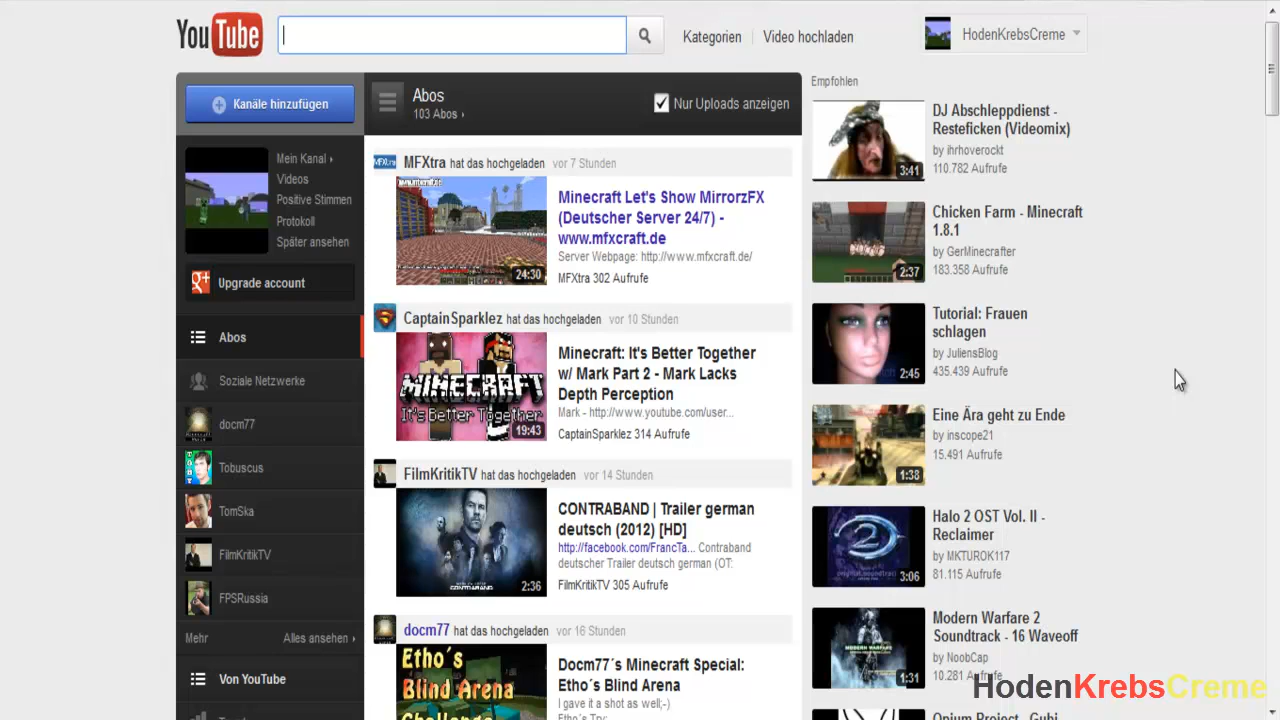 YouTube
Kategorien
Video hochladen
HodenKrebsCreme
Kanäle hinzufügen
Mein Kanal ›
Videos
Positive Stimmen
Protokoll
Später ansehen
Upgrade account
Abos
Soziale Netzwerke
docm77
Tobuscus
TomSka
FilmKritikTV
FPSRussia
Mehr
Alles ansehen ›
Von YouTube
Abos
103 Abos ›
Nur Uploads anzeigen
MFXtra hat das hochgeladen vor 7 Stunden
24:30
Minecraft Let's Show MirrorzFX
(Deutscher Server 24/7) -
www.mfxcraft.de
Server Webpage: http://www.mfxcraft.de/
MFXtra 302 Aufrufe
CaptainSparklez hat das hochgeladen vor 10 Stunden
MINECRAFT
It's Better Together
19:43
Minecraft: It's Better Together
w/ Mark Part 2 - Mark Lacks
Depth Perception
Mark - http://www.youtube.com/user...
CaptainSparklez 314 Aufrufe
FilmKritikTV hat das hochgeladen vor 14 Stunden
CONTRABAND
2:36
CONTRABAND | Trailer german
deutsch (2012) [HD]
http://facebook.com/FrancTa... Contraband
deutscher Trailer deutsch german (OT:
FilmKritikTV 305 Aufrufe
docm77 hat das hochgeladen vor 16 Stunden
Etho´s
Blind Arena
Challenge
Docm77´s Minecraft Special:
Etho´s Blind Arena
I gave it a shot as well;-)
Etho´s Try:
Empfohlen
3:41
DJ Abschleppdienst -
Resteficken (Videomix)
by ihrhoverockt
110.782 Aufrufe
2:37
Chicken Farm - Minecraft
1.8.1
by GerMinecrafter
183.358 Aufrufe
2:45
Tutorial: Frauen
schlagen
by JuliensBlog
435.439 Aufrufe
1:38
Eine Ära geht zu Ende
by inscope21
15.491 Aufrufe
3:06
Halo 2 OST Vol. II -
Reclaimer
by MKTUROK117
81.115 Aufrufe
1:31
Modern Warfare 2
Soundtrack - 16 Waveoff
by NoobCap
10.281 Aufrufe
Opium Project - Gubi
HodenKrebsCreme